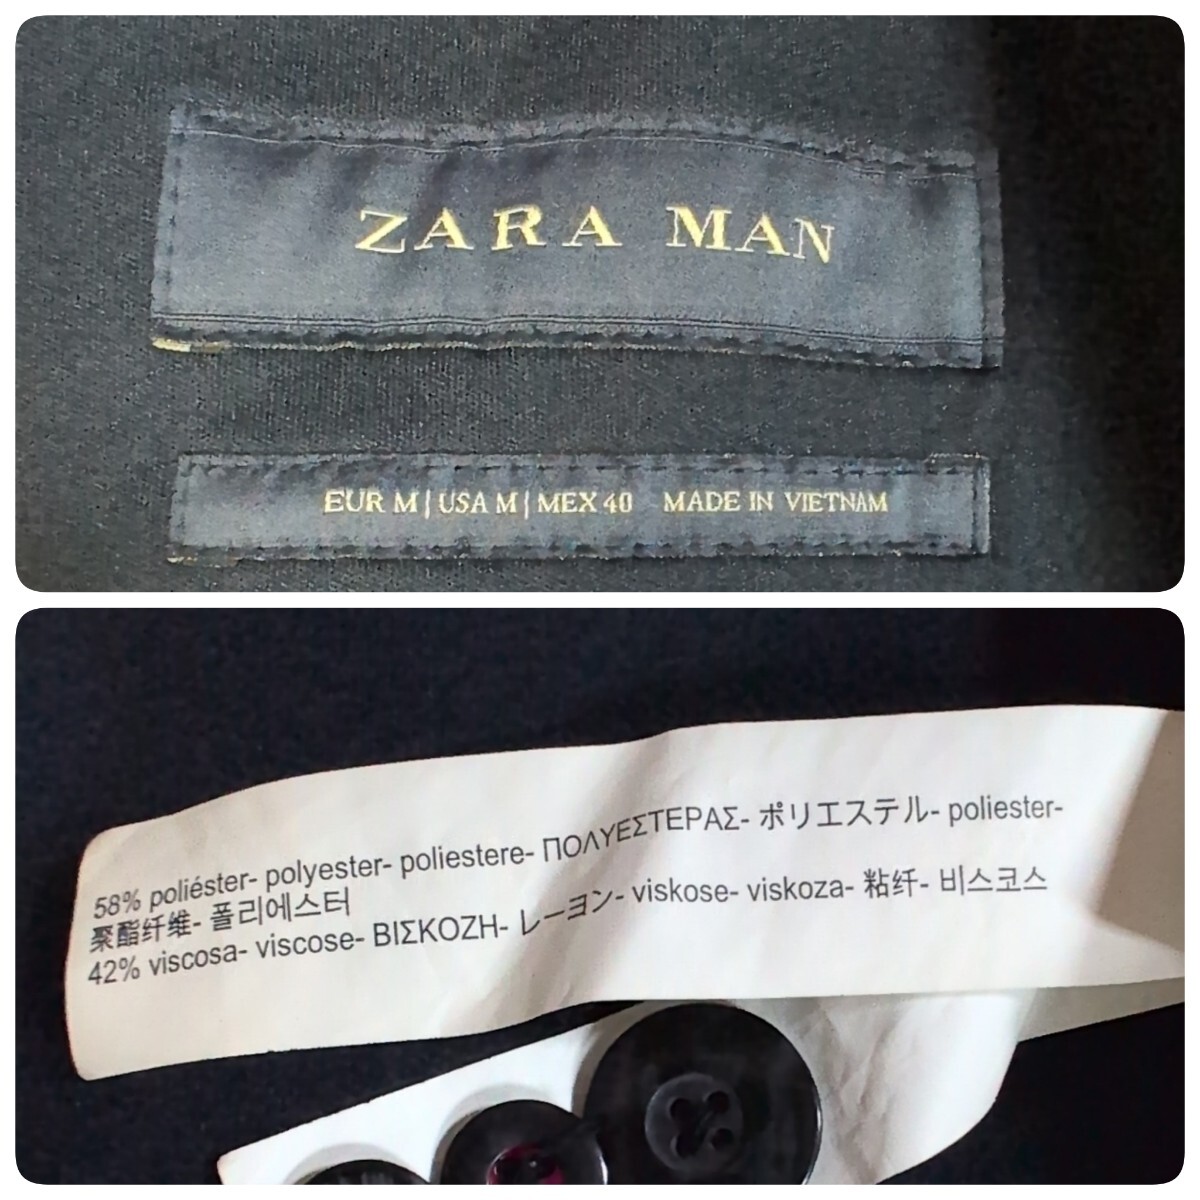 ZARA MAN
EUR M | USA M | MEX 40 MADE IN VIETNAM
58% poliéster- polyester- poliestere- ΠΟΛΥΕΣΤΕΡΑΣ- ポリエステル- poliester-
聚酯纤维- 폴리에스터
42% viscosa- viscose- ΒΙΣΚΟΖΗ- レーヨン- viskose- viskoza- 粘纤- 비스코스